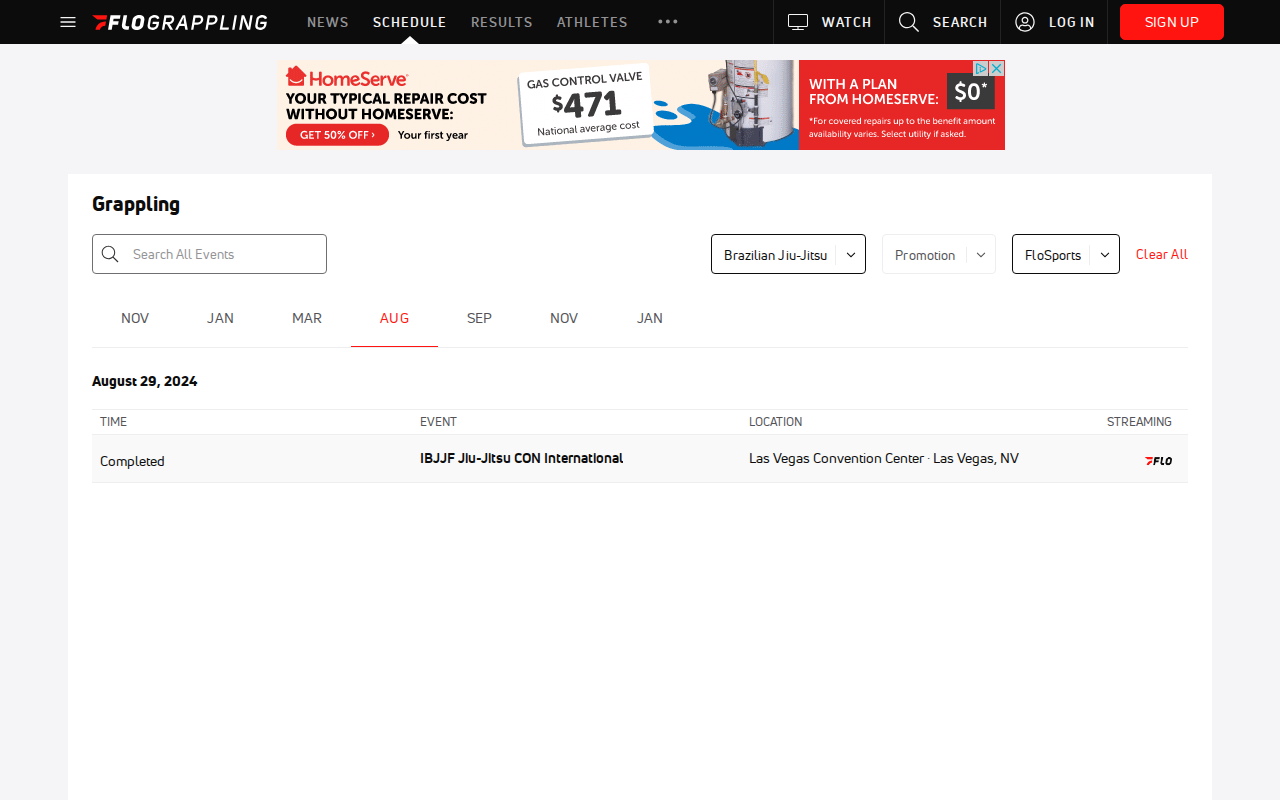 FLOGRAPPLING NEWS SCHEDULE RESULTS ATHLETES WATCH SEARCH LOG IN SIGN UP
HomeServe
YOUR TYPICAL REPAIR COST
WITHOUT HOMESERVE:
GET 50% OFF › Your first year
GAS CONTROL VALVE
$471
National average cost
WITH A PLAN
FROM HOMESERVE:
$0*
*For covered repairs up to the benefit amount
availability varies. Select utility if asked.
Grappling
Search All Events
Brazilian Jiu-Jitsu Promotion FloSports Clear All
NOV JAN MAR AUG SEP NOV JAN
August 29, 2024
TIME EVENT LOCATION STREAMING
Completed IBJJF Jiu-Jitsu CON International Las Vegas Convention Center · Las Vegas, NV FLO